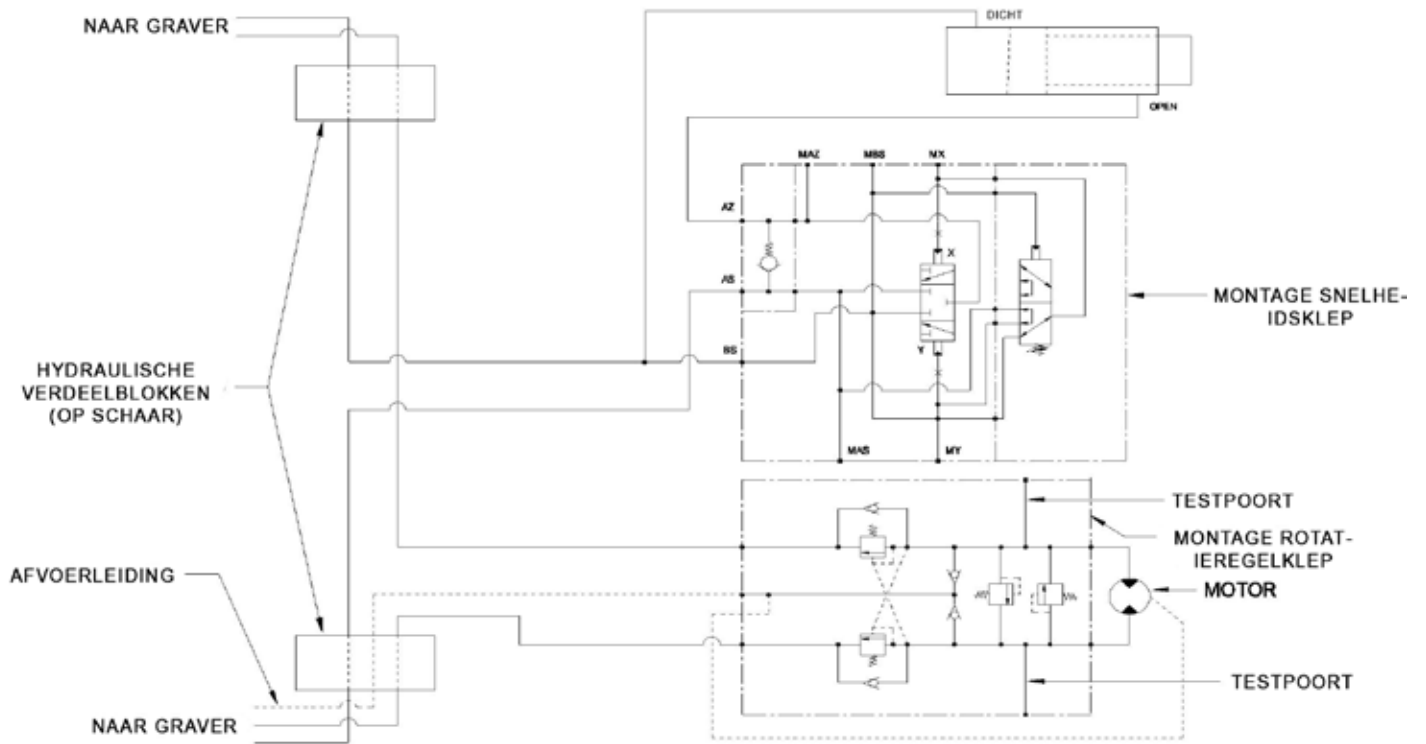 NAAR GRAVER
DICHT
OPEN
MAZ
MBS
MX
AZ
X
AS
MONTAGE SNELHE-
IDSKLEP
Y
BS
HYDRAULISCHE
VERDEELBLOKKEN
(OP SCHAAR)
MAS
MY
TESTPOORT
MONTAGE ROTAT-
IEREGELKLEP
AFVOERLEIDING
MOTOR
TESTPOORT
NAAR GRAVER